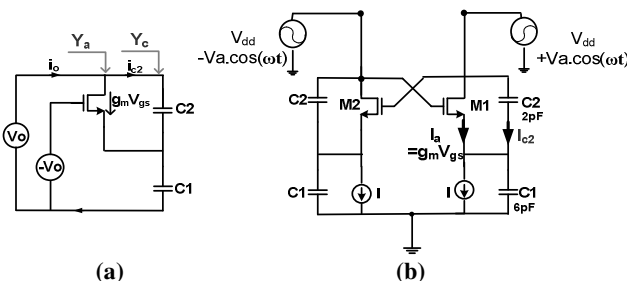 Ya Yc
io ic2
gmVgs
C2
Vo
-Vo
C1
(a)
Vdd
-Va.cos(ωt)
Vdd
+Va.cos(ωt)
C2
M2
M1
C2
2pF
Ia
=gmVgs
Ic2
C1
I
I
C1
6pF
(b)